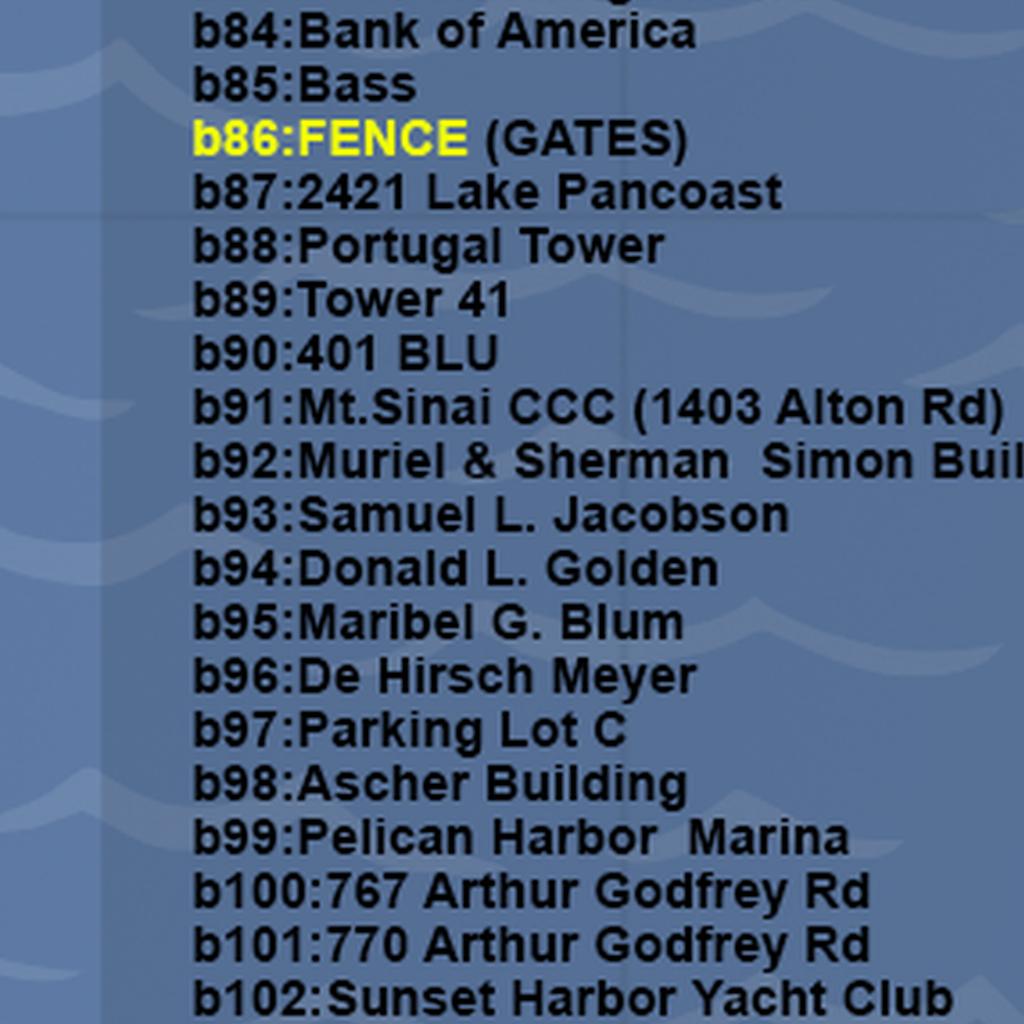 b84:Bank of America
b85:Bass
b86:FENCE (GATES)
b87:2421 Lake Pancoast
b88:Portugal Tower
b89:Tower 41
b90:401 BLU
b91:Mt.Sinai CCC (1403 Alton Rd)
b92:Muriel & Sherman  Simon Buil
b93:Samuel L. Jacobson
b94:Donald L. Golden
b95:Maribel G. Blum
b96:De Hirsch Meyer
b97:Parking Lot C
b98:Ascher Building
b99:Pelican Harbor  Marina
b100:767 Arthur Godfrey Rd
b101:770 Arthur Godfrey Rd
b102:Sunset Harbor Yacht Club